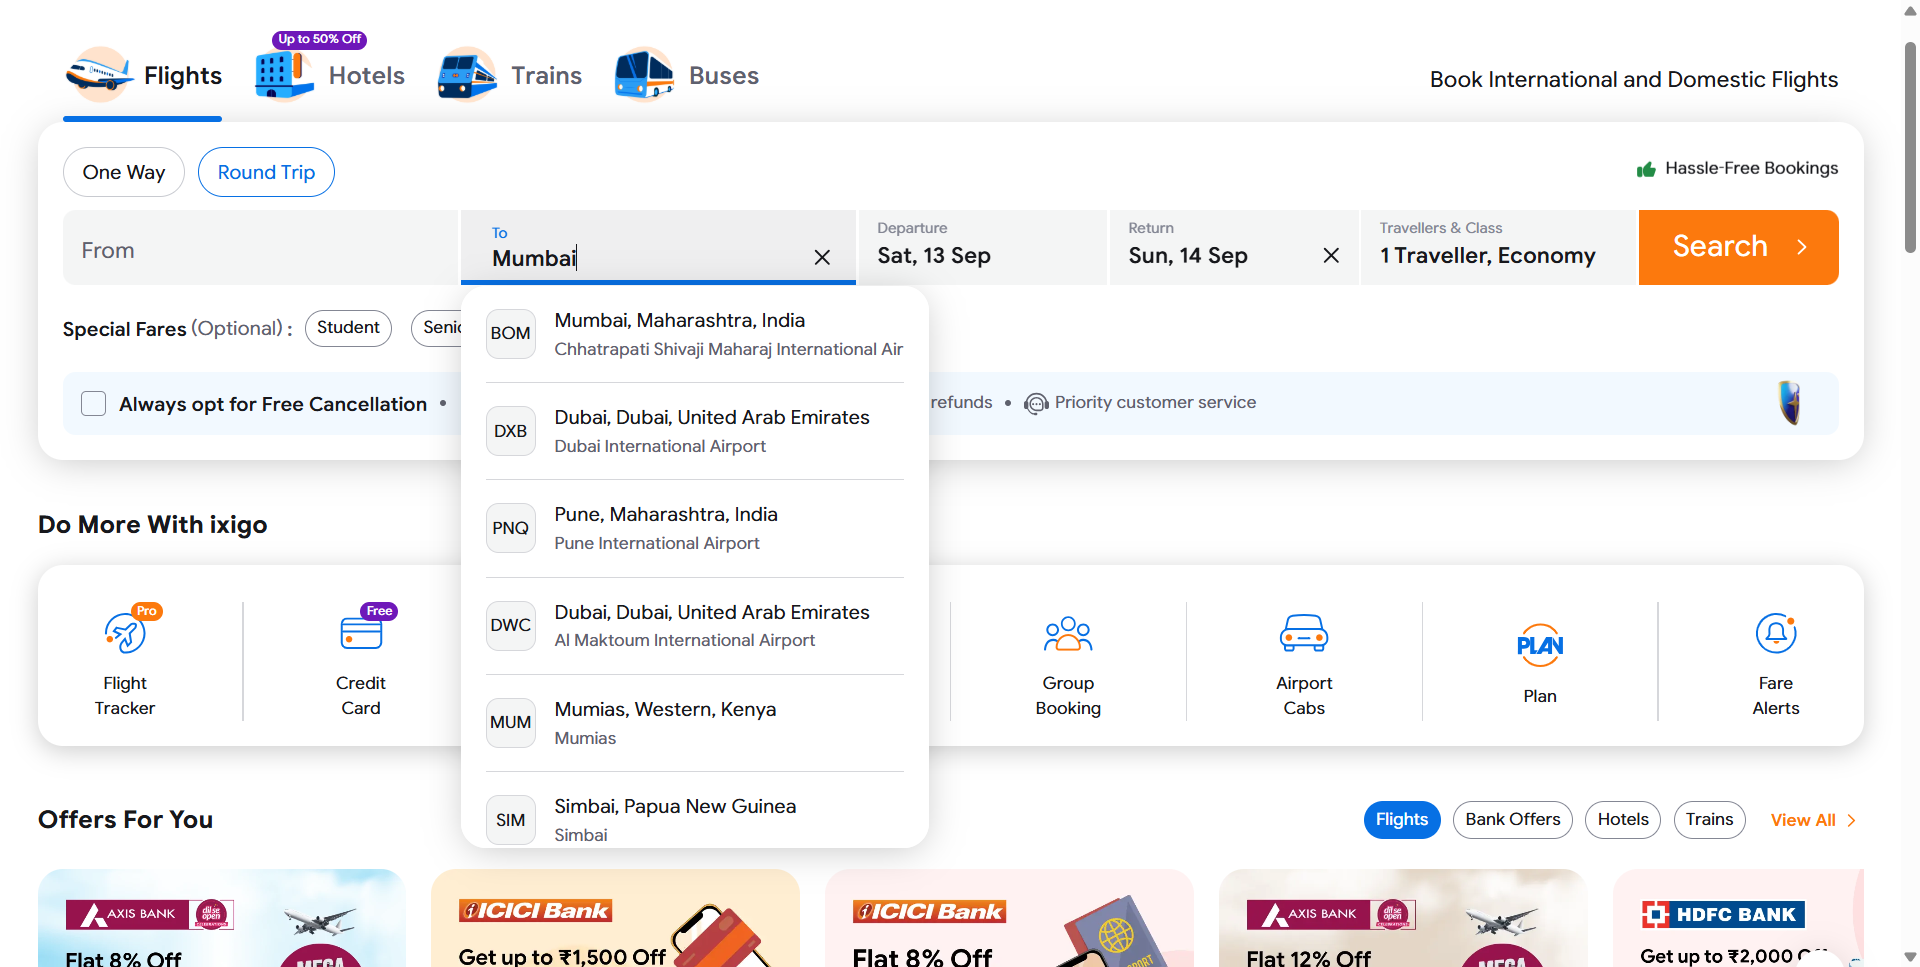 Up to 50% Off
Flights
Hotels
Trains
Buses
Book International and Domestic Flights
One Way
Round Trip
Hassle-Free Bookings
From
To
Mumbai
Departure
Sat, 13 Sep
Return
Sun, 14 Sep
Travellers & Class
1 Traveller, Economy
Search
Special Fares (Optional) :
Student
Senic
BOM
Mumbai, Maharashtra, India
Chhatrapati Shivaji Maharaj International Air
Always opt for Free Cancellation •
refunds • Priority customer service
DXB
Dubai, Dubai, United Arab Emirates
Dubai International Airport
PNQ
Pune, Maharashtra, India
Pune International Airport
DWC
Dubai, Dubai, United Arab Emirates
Al Maktoum International Airport
MUM
Mumias, Western, Kenya
Mumias
SIM
Simbai, Papua New Guinea
Simbai
Do More With ixigo
Pro
Flight
Tracker
Free
Credit
Card
Group
Booking
Airport
Cabs
PLAN
Plan
Fare
Alerts
Offers For You
Flights
Bank Offers
Hotels
Trains
View All
AXIS BANK
dil se
open
Flat 8% Off
MEGA
ICICI Bank
Get up to ₹1,500 Off
ICICI Bank
Flat 8% Off
AXIS BANK
dil se
open
Flat 12% Off
MEGA
HDFC BANK
Get up to ₹2,000